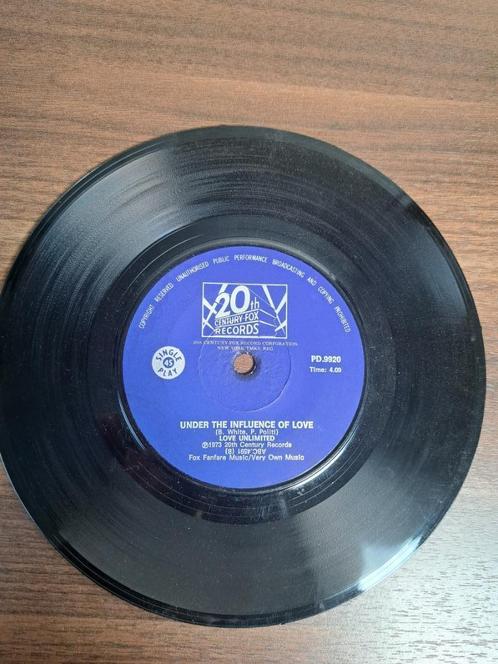 COPYRIGHT RESERVED UNAUTHORISED PUBLIC PERFORMANCE BROADCASTING AND COPYING PROHIBITED
20th
CENTURY-FOX
RECORDS
20th CENTURY-FOX RECORD CORPORATION
NEW YORK TMKS. REG.
SINGLE
45
PLAY
PD.9920
Time: 4.09
UNDER THE INFLUENCE OF LOVE
(B. White, P. Politi)
LOVE UNLIMITED
℗1973 20th Century Records
ABC.4591 (B)
Fox Fanfare Music/Very Own Music